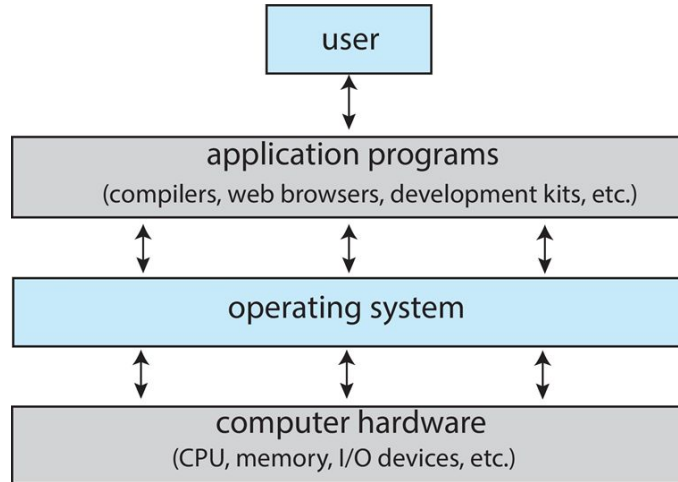 user
application programs
(compilers, web browsers, development kits, etc.)
operating system
computer hardware
(CPU, memory, I/O devices, etc.)